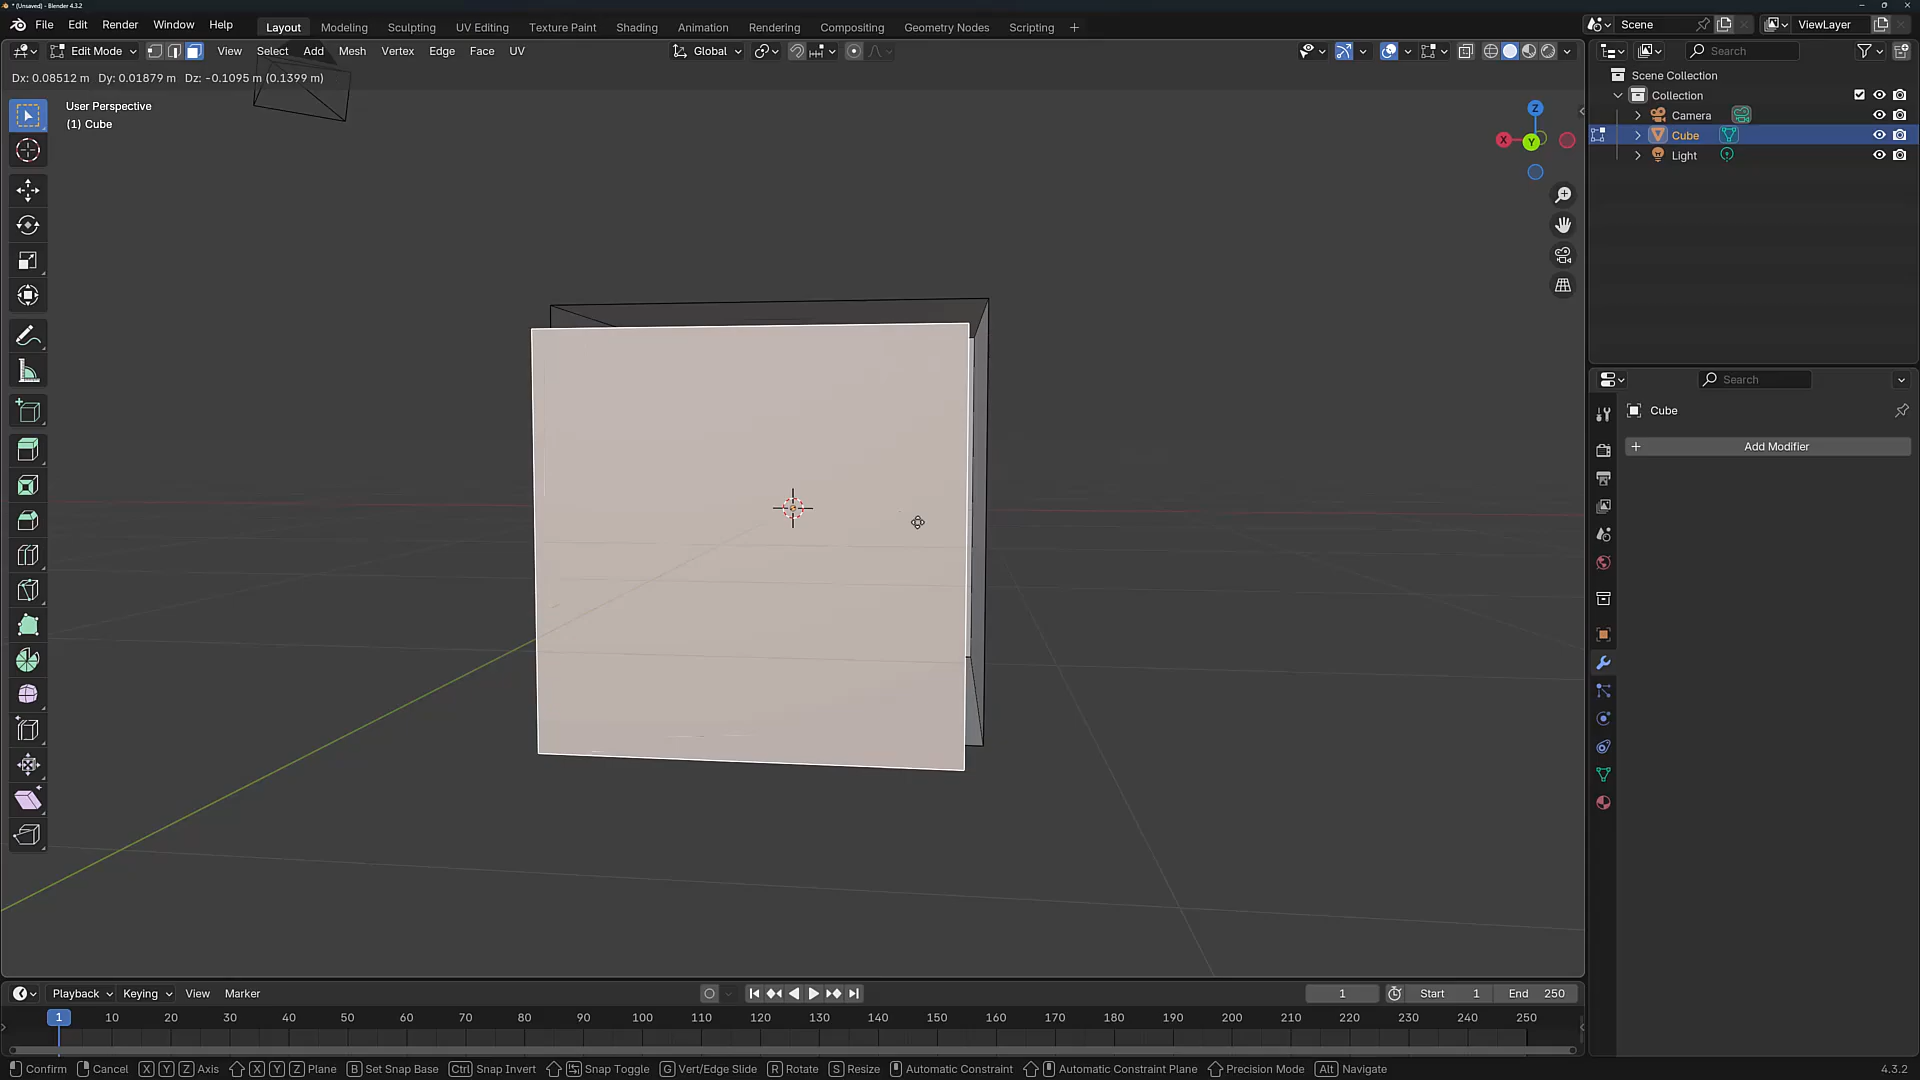 * (Unsaved) - Blender 4.3.2
File Edit Render Window Help Layout Modeling Sculpting UV Editing Texture Paint Shading Animation Rendering Compositing Geometry Nodes Scripting + Scene ViewLayer
Edit Mode View Select Add Mesh Vertex Edge Face UV Global Search
Dx: 0.08512 m Dy: 0.01879 m Dz: -0.1095 m (0.1399 m)
Scene Collection
Collection
User Perspective
(1) Cube
Z
X
Y
Camera
Cube
Light
Search
Cube
+ Add Modifier
Playback Keying View Marker 1 Start 1 End 250
1 10 20 30 40 50 60 70 80 90 100 110 120 130 140 150 160 170 180 190 200 210 220 230 240 250
Confirm Cancel X Y Z Axis X Y Z Plane B Set Snap Base Ctrl Snap Invert Snap Toggle G Vert/Edge Slide R Rotate S Resize Automatic Constraint Automatic Constraint Plane Precision Mode Alt Navigate 4.3.2